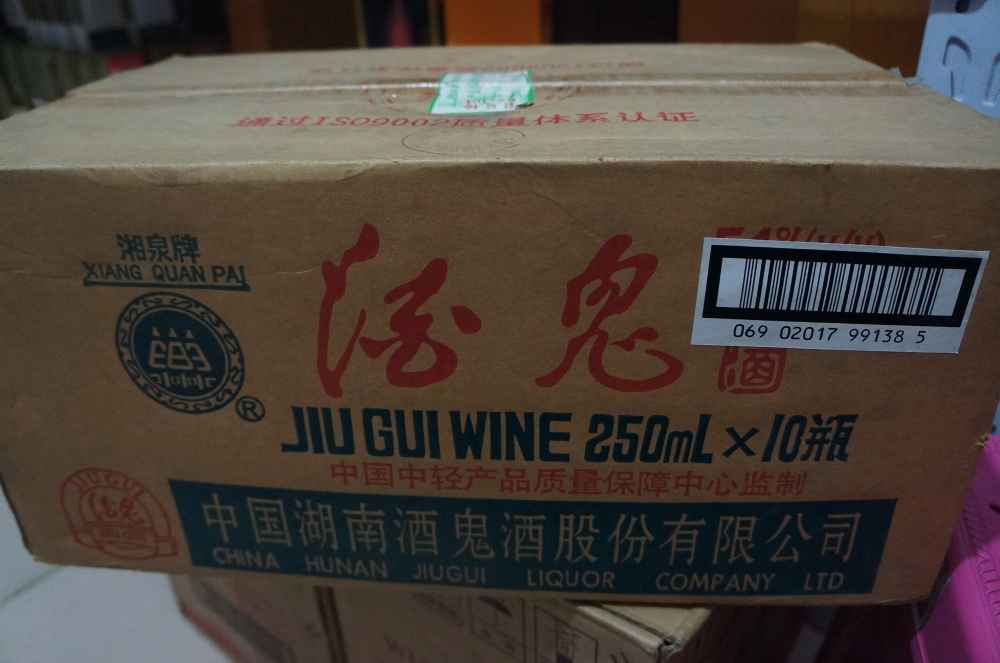 通过ISO9002质量体系认证
湘泉牌
XIANG QUAN PAI
酒鬼
酒
069 02017 99138 5
JIU GUI WINE 250mL×10瓶
中国中轻产品质量保障中心监制
JIUGUI
酒鬼
中国湖南酒鬼酒股份有限公司
CHINA HUNAN JIUGUI LIQUOR COMPANY LTD